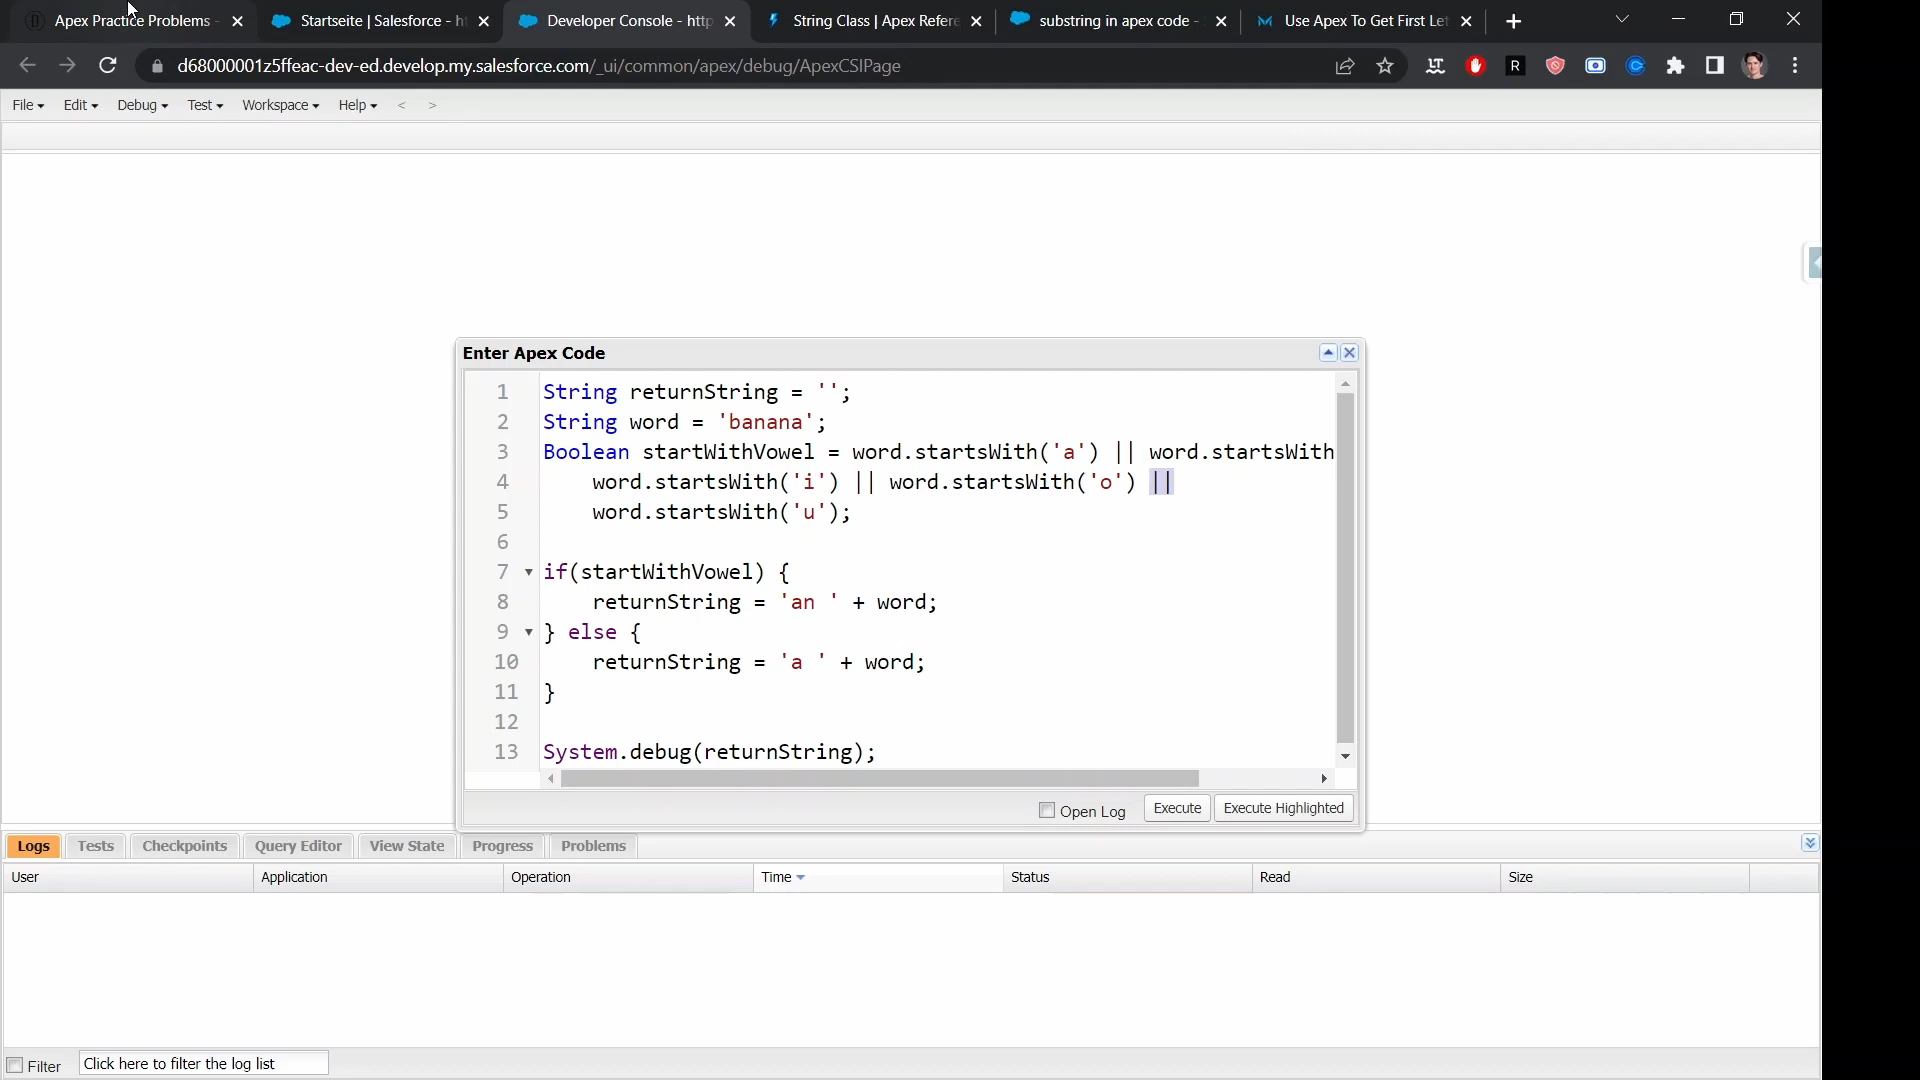 Apex Practice Problems -
Startseite | Salesforce - ht
Developer Console - http
String Class | Apex Refere
substring in apex code -
Use Apex To Get First Let
d68000001z5ffeac-dev-ed.develop.my.salesforce.com/_ui/common/apex/debug/ApexCSIPage
File Edit Debug Test Workspace Help < >
Enter Apex Code
1 String returnString = '';
2 String word = 'banana';
3 Boolean startWithVowel = word.startsWith('a') || word.startsWith
4 word.startsWith('i') || word.startsWith('o') ||
5 word.startsWith('u');
6
7 if(startWithVowel) {
8 returnString = 'an ' + word;
9 } else {
10 returnString = 'a ' + word;
11 }
12
13 System.debug(returnString);
Open Log Execute Execute Highlighted
Logs Tests Checkpoints Query Editor View State Progress Problems
User Application Operation Time Status Read Size
Filter Click here to filter the log list